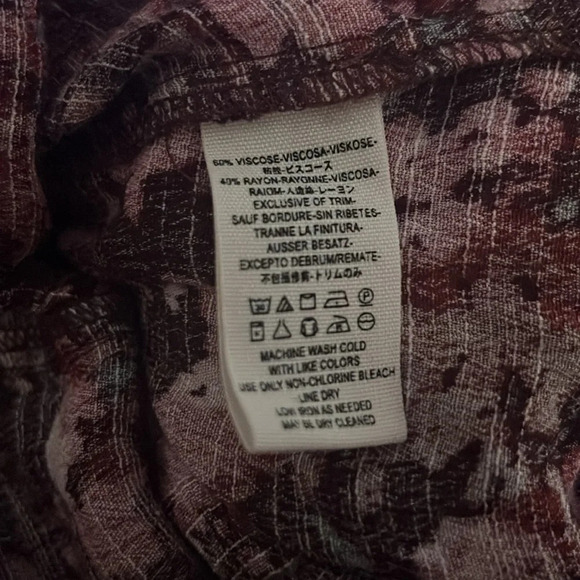 60% VISCOSE-VISCOSA-VISKOSE-
粘胶-ビスコース
40% RAYON-RAYONNE-VISCOSA-
RAION-人造絲-レーヨン
EXCLUSIVE OF TRIM-
SAUF BORDURE-SIN RIBETES-
TRANNE LA FINITURA-
AUSSER BESATZ-
EXCEPTO DEBRUM/REMATE-
不包服修剪-トリムのみ
MACHINE WASH COLD
WITH LIKE COLORS
USE ONLY NON-CHLORINE BLEACH
LINE DRY
LOW IRON AS NEEDED
MAY BE DRY CLEANED